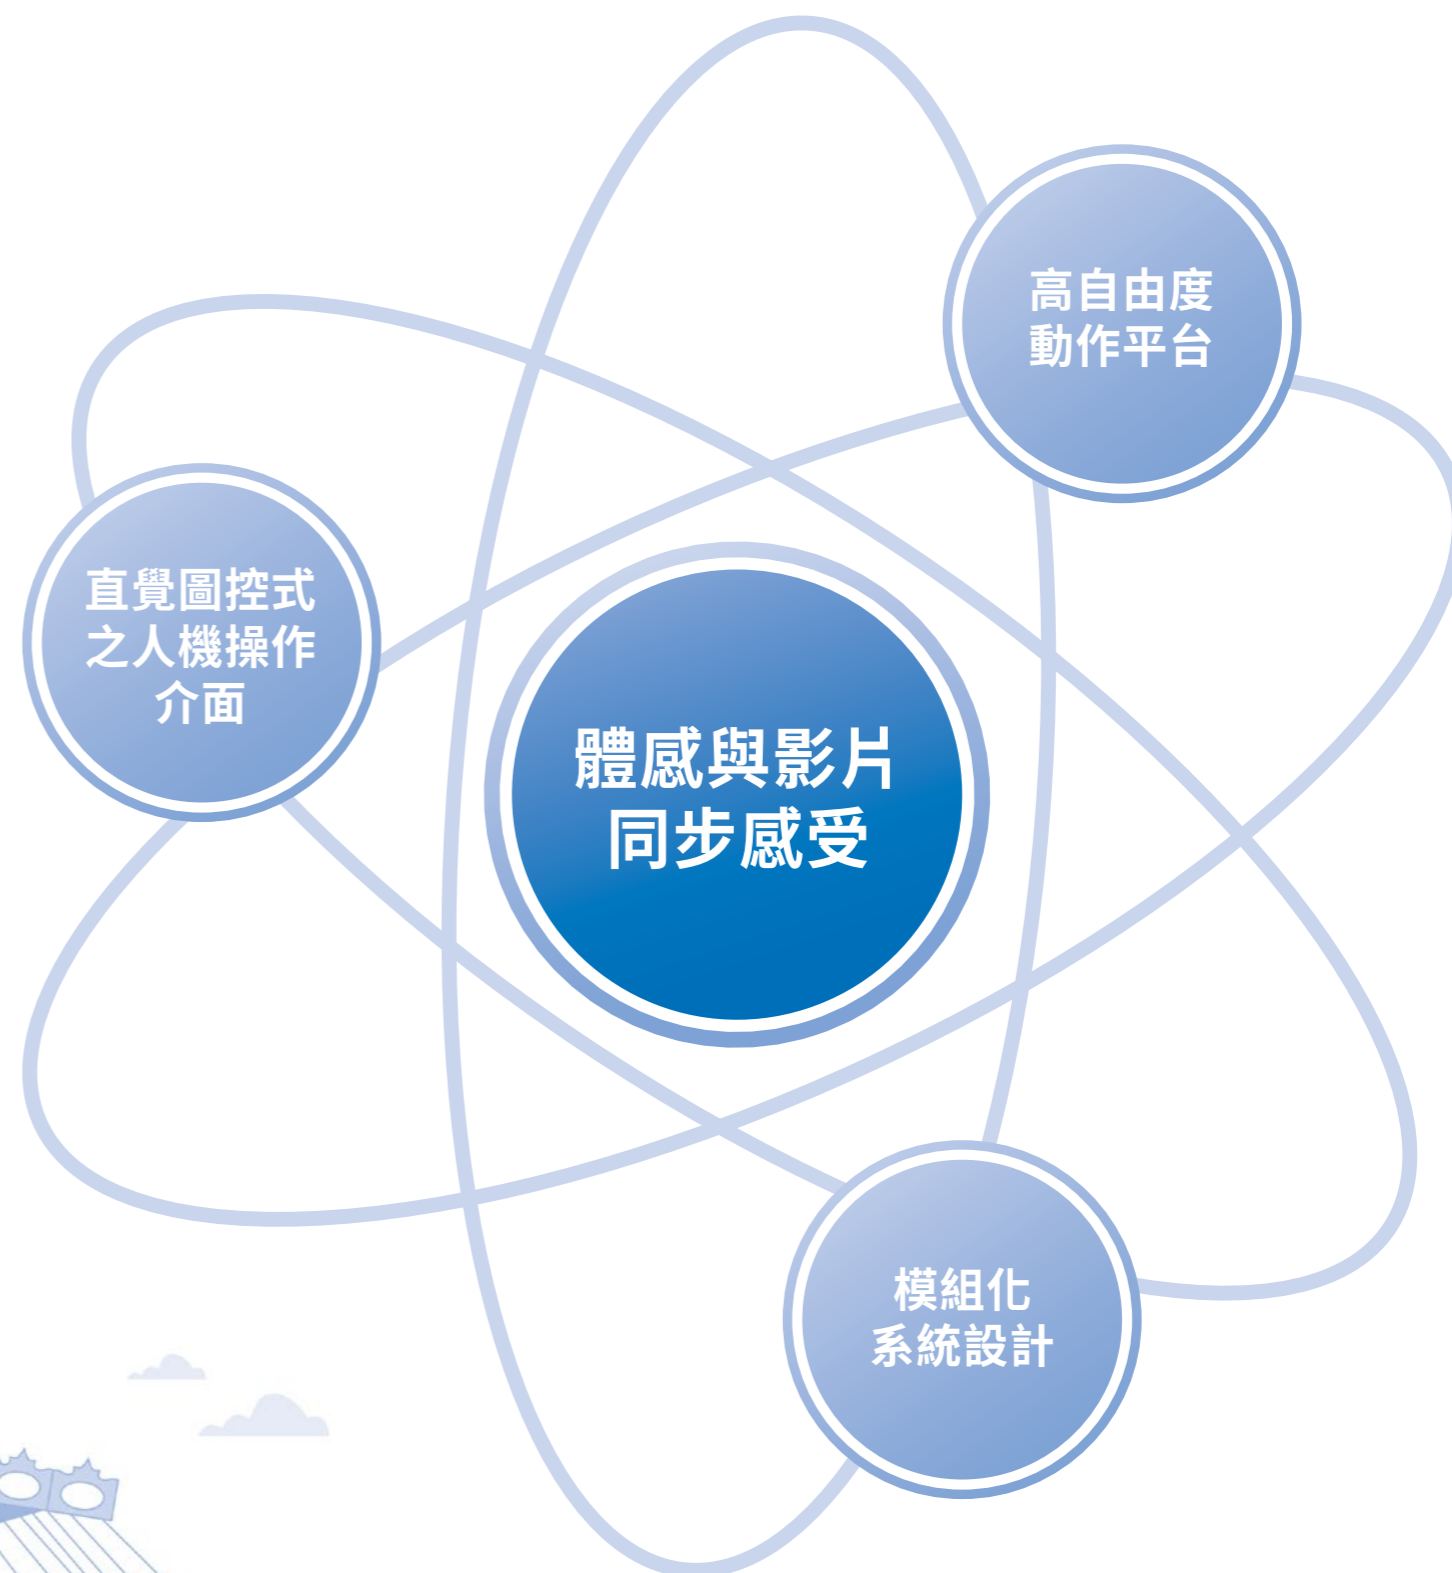 高自由度
動作平台
直覺圖控式
之人機操作
介面
體感與影片
同步感受
模組化
系統設計